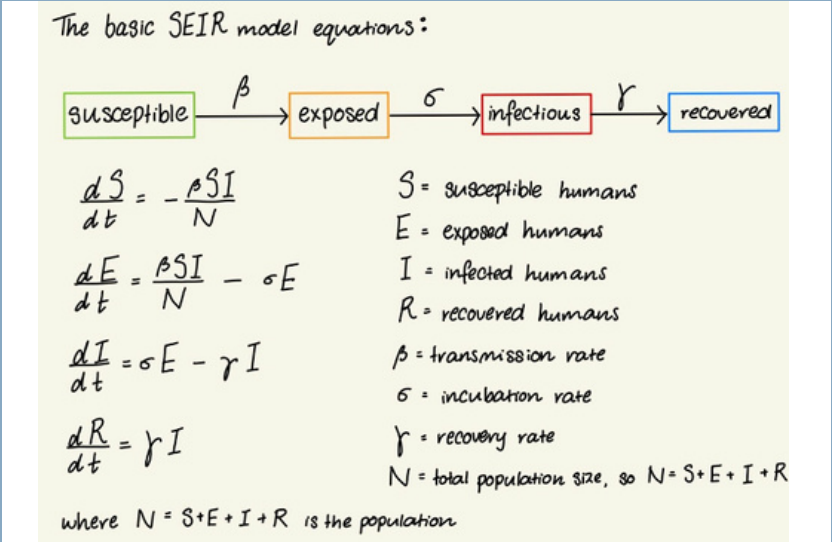 The basic SEIR model equations:
β σ γ
susceptible exposed infectious recovered
dS/dt = - βSI/N
dE/dt = βSI/N - σE
dI/dt = σE - γI
dR/dt = γI
S = susceptible humans
E = exposed humans
I = infected humans
R = recovered humans
β = transmission rate
σ = incubation rate
γ = recovery rate
N = total population size, so N = S+E+I+R
where N = S+E+I+R is the population